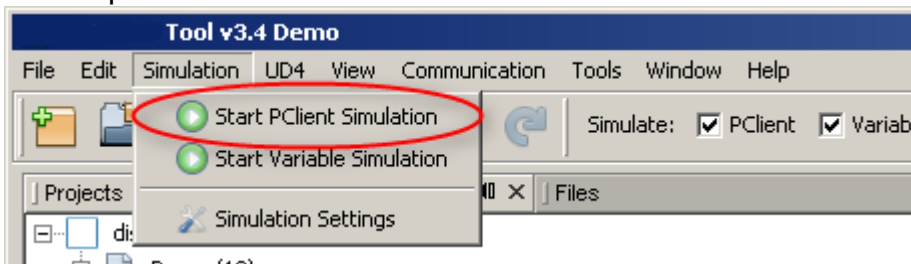 Tool v3.4 Demo
File Edit Simulation UD4 View Communication Tools Window Help
Start PClient Simulation
Simulate: PClient Variab
Start Variable Simulation
Projects Files
Simulation Settings